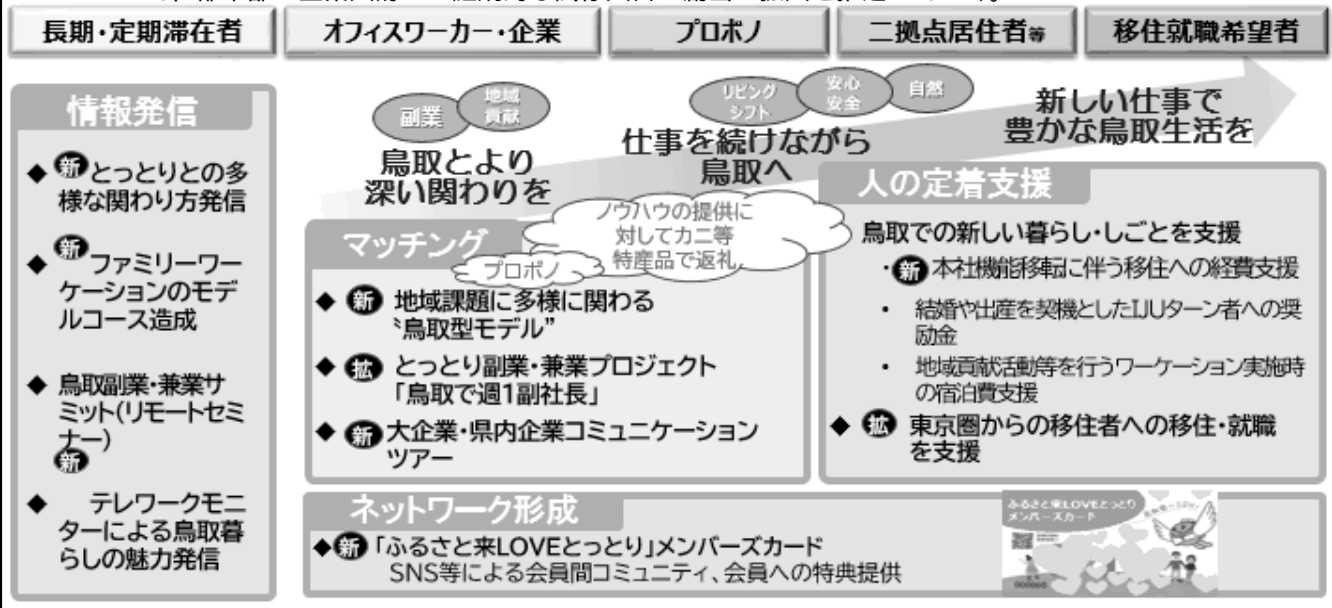 長期・定期滞在者
オフィスワーカー・企業
プロボノ
二拠点居住者等
移住就職希望者
情報発信
◆ 新 とっとりとの多
様な関わり方発信
◆ 新 ファミリーワー
ケーションのモデ
ルコース造成
◆ 鳥取副業・兼業サ
ミット(リモートセミ
ナー)
新
◆ テレワークモニ
ターによる鳥取暮
らしの魅力発信
副業
地域
貢献
鳥取とより
深い関わりを
リビング
シフト
安心
安全
自然
仕事を続けながら
鳥取へ
新しい仕事で
豊かな鳥取生活を
マッチング
プロボノ
ノウハウの提供に
対してカニ等
特産品で返礼
◆ 新 地域課題に多様に関わる
〝鳥取型モデル”
◆ 拡 とっとり副業・兼業プロジェクト
「鳥取で週1副社長」
◆ 新 大企業・県内企業コミュニケーション
ツアー
人の定着支援
鳥取での新しい暮らし・しごとを支援
・新 本社機能移転に伴う移住への経費支援
• 結婚や出産を契機としたIJUターン者への奨
励金
• 地域貢献活動等を行うワーケーション実施時
の宿泊費支援
◆ 拡 東京圏からの移住者への移住・就職
を支援
ネットワーク形成
◆新「ふるさと来LOVEとっとり」メンバーズカード
SNS等による会員間コミュニティ、会員への特典提供
ふるさと来LOVEとっとり
メンバーズカード